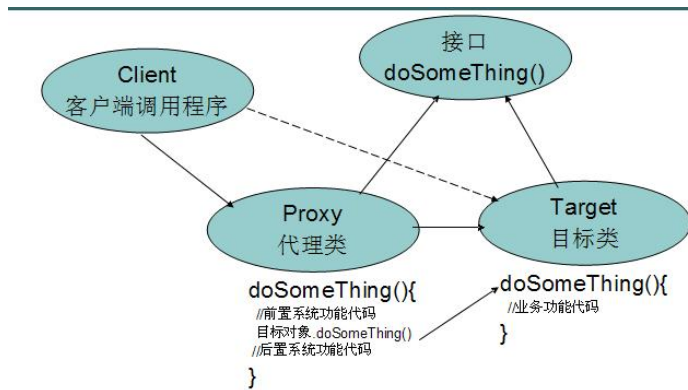 接口
doSomeThing()
Client
客户端调用程序
Proxy
代理类
Target
目标类
doSomeThing(){
//前置系统功能代码
目标对象.doSomeThing()
//后置系统功能代码
}
doSomeThing(){
//业务功能代码
}